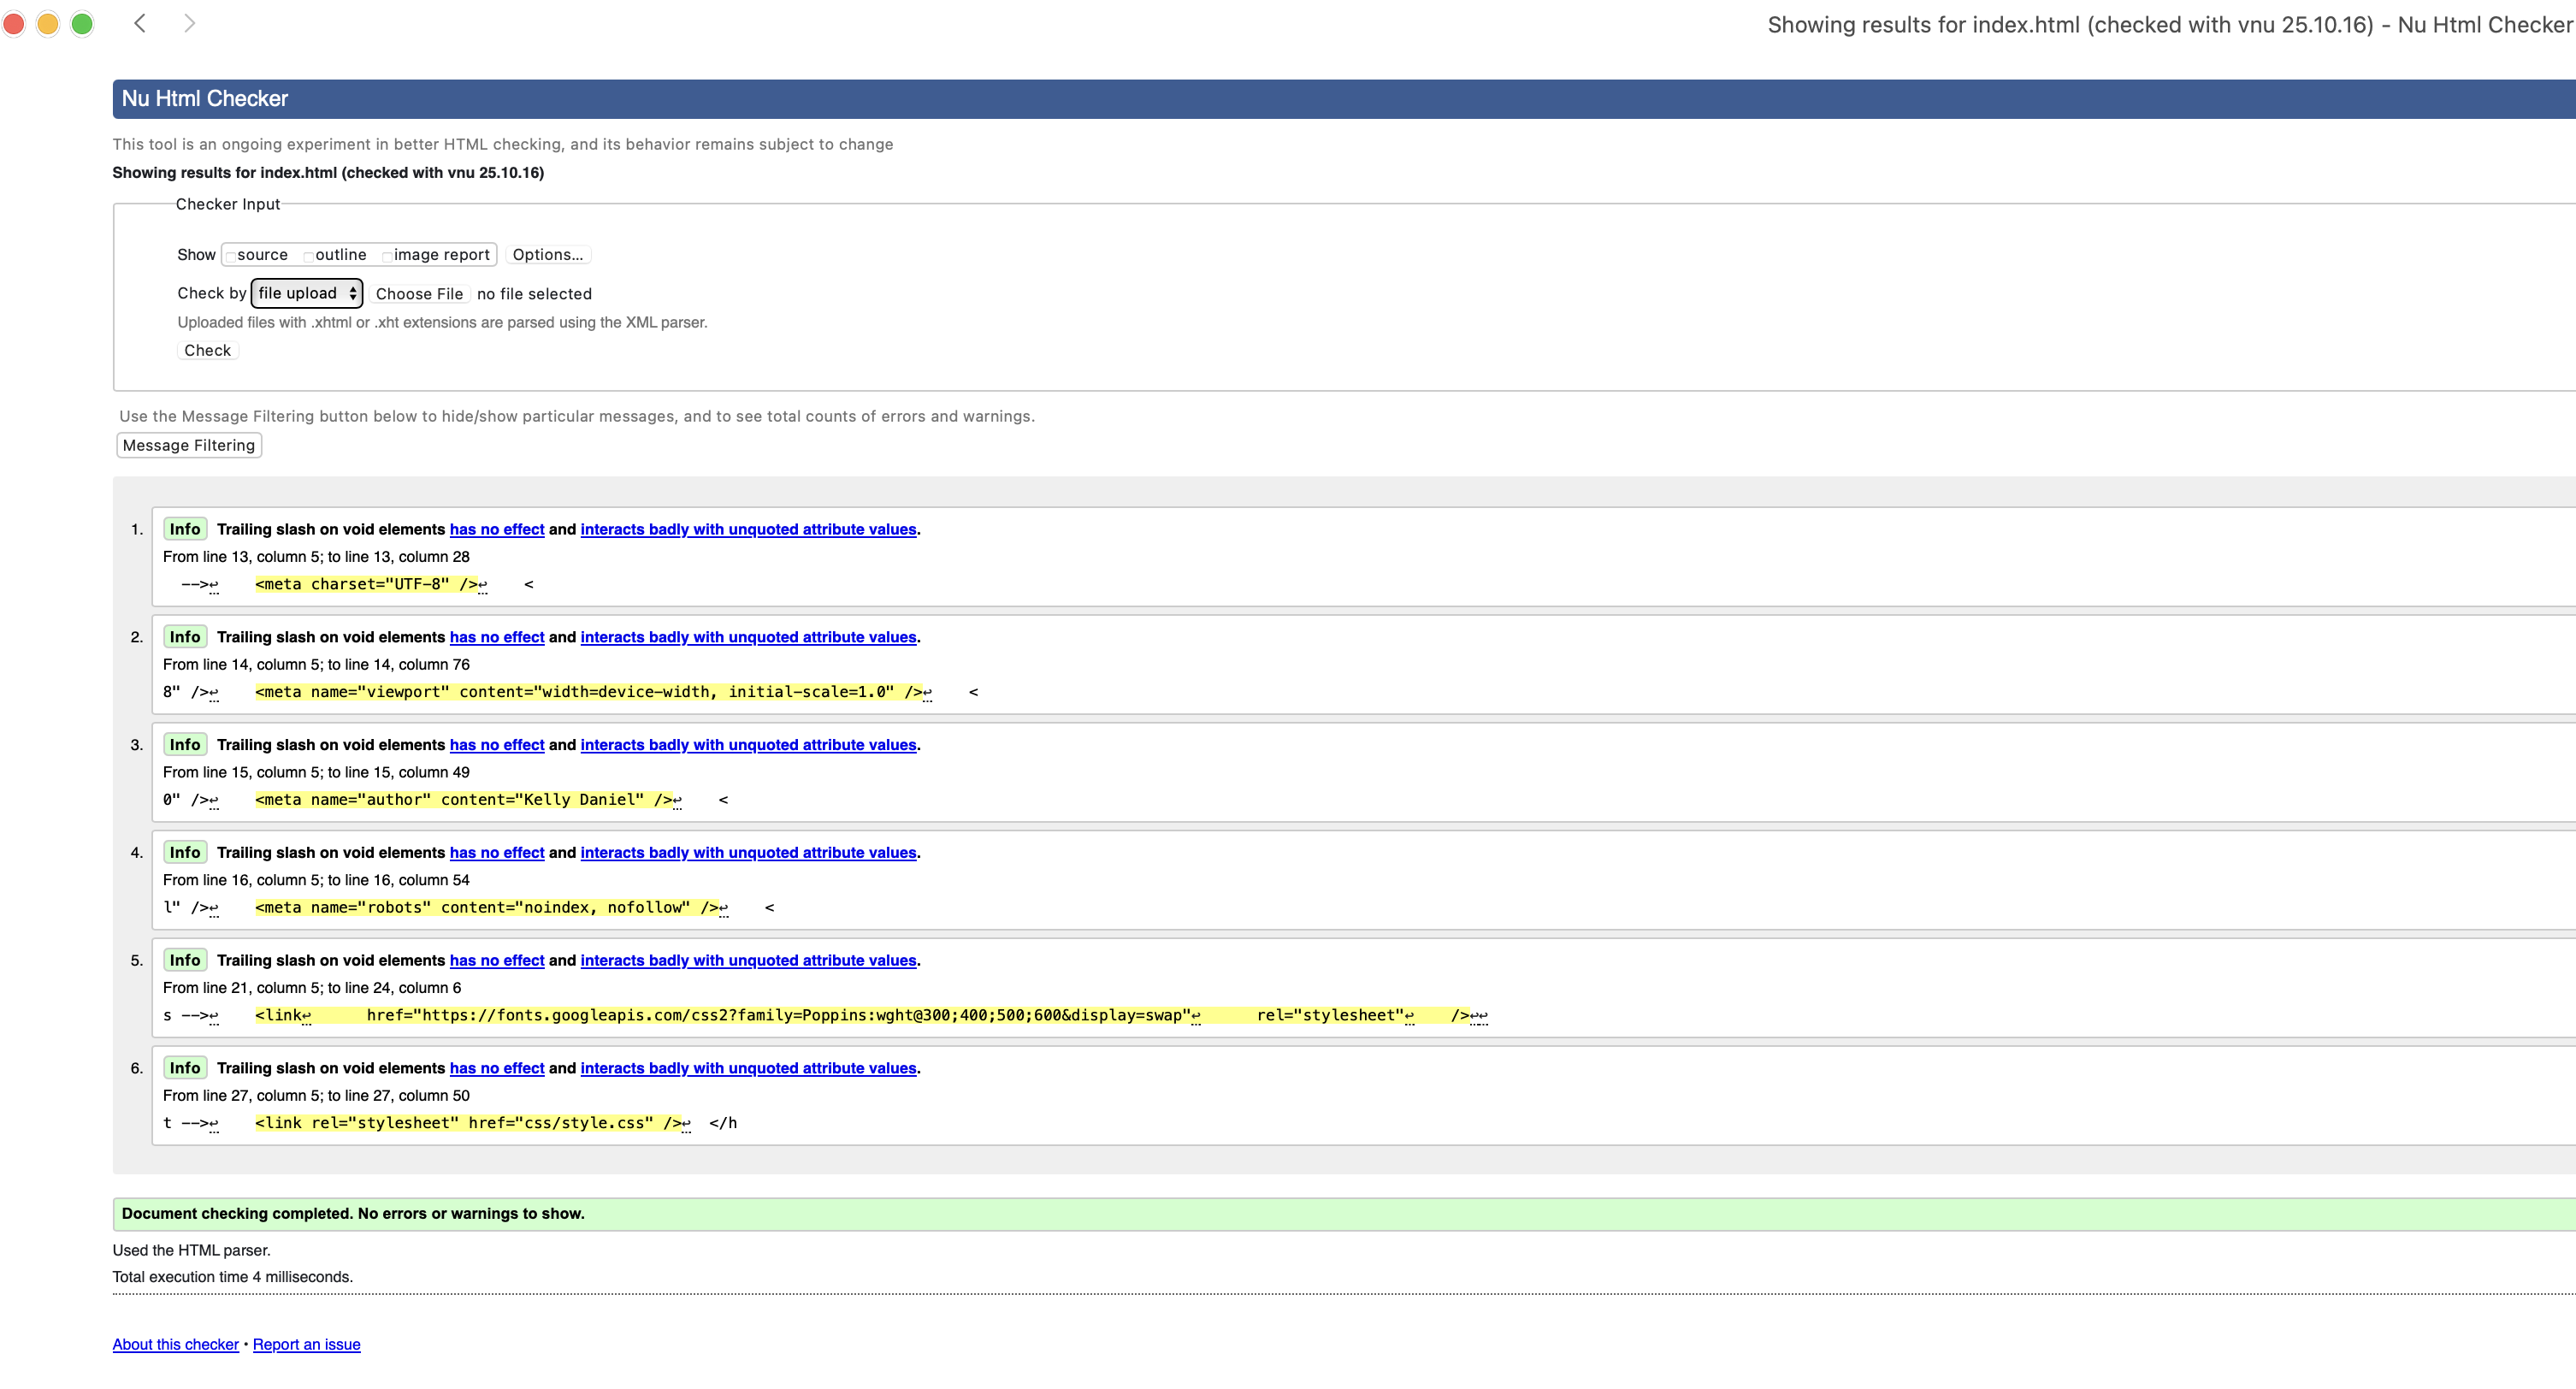 Showing results for index.html (checked with vnu 25.10.16) - Nu Html Checker
Nu Html Checker
This tool is an ongoing experiment in better HTML checking, and its behavior remains subject to change
Showing results for index.html (checked with vnu 25.10.16)
Checker Input
Show source outline image report Options...
Check by file upload Choose File no file selected
Uploaded files with .xhtml or .xht extensions are parsed using the XML parser.
Check
Use the Message Filtering button below to hide/show particular messages, and to see total counts of errors and warnings.
Message Filtering
1. Info Trailing slash on void elements has no effect and interacts badly with unquoted attribute values.
From line 13, column 5; to line 13, column 28
-->↩    <meta charset="UTF-8" />↩    <
2. Info Trailing slash on void elements has no effect and interacts badly with unquoted attribute values.
From line 14, column 5; to line 14, column 76
8" />↩    <meta name="viewport" content="width=device-width, initial-scale=1.0" />↩    <
3. Info Trailing slash on void elements has no effect and interacts badly with unquoted attribute values.
From line 15, column 5; to line 15, column 49
0" />↩    <meta name="author" content="Kelly Daniel" />↩    <
4. Info Trailing slash on void elements has no effect and interacts badly with unquoted attribute values.
From line 16, column 5; to line 16, column 54
l" />↩    <meta name="robots" content="noindex, nofollow" />↩    <
5. Info Trailing slash on void elements has no effect and interacts badly with unquoted attribute values.
From line 21, column 5; to line 24, column 6
s -->↩    <link↩      href="https://fonts.googleapis.com/css2?family=Poppins:wght@300;400;500;600&display=swap"↩      rel="stylesheet"↩    />↩↩
6. Info Trailing slash on void elements has no effect and interacts badly with unquoted attribute values.
From line 27, column 5; to line 27, column 50
t -->↩    <link rel="stylesheet" href="css/style.css" />↩  </h
Document checking completed. No errors or warnings to show.
Used the HTML parser.
Total execution time 4 milliseconds.
About this checker • Report an issue